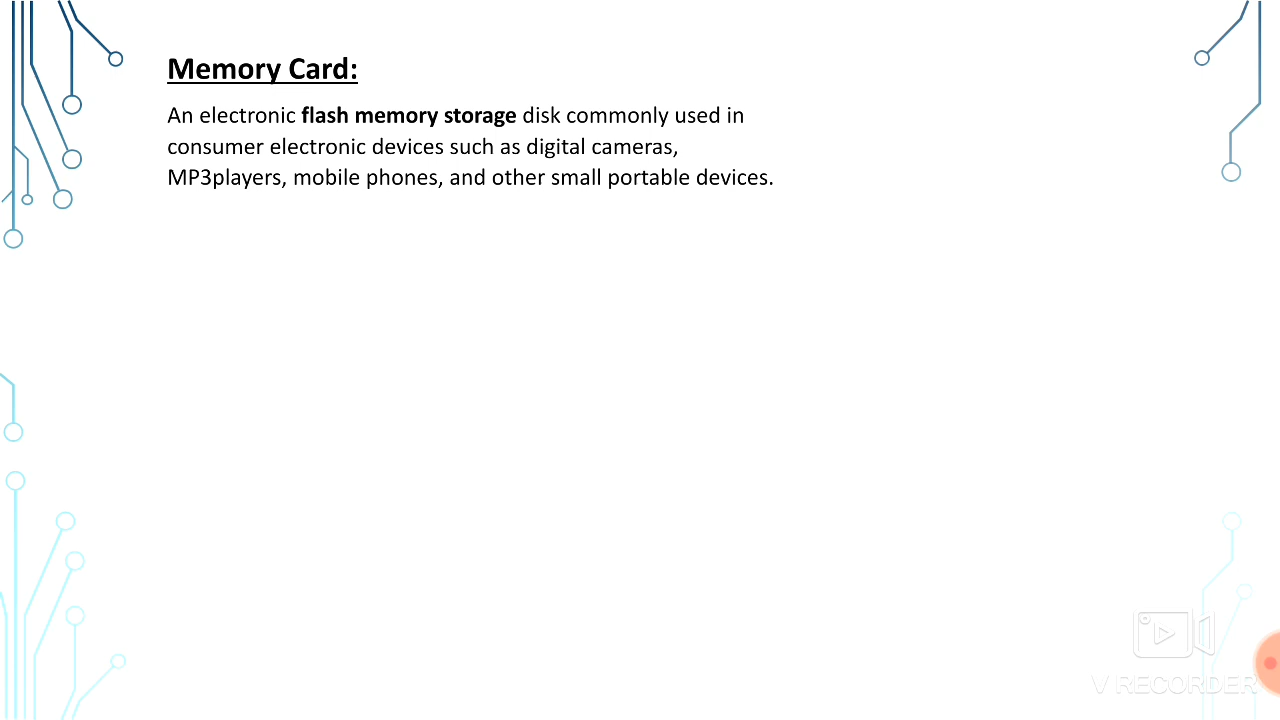 Memory Card:
An electronic flash memory storage disk commonly used in
consumer electronic devices such as digital cameras,
MP3players, mobile phones, and other small portable devices.
V RECORDER